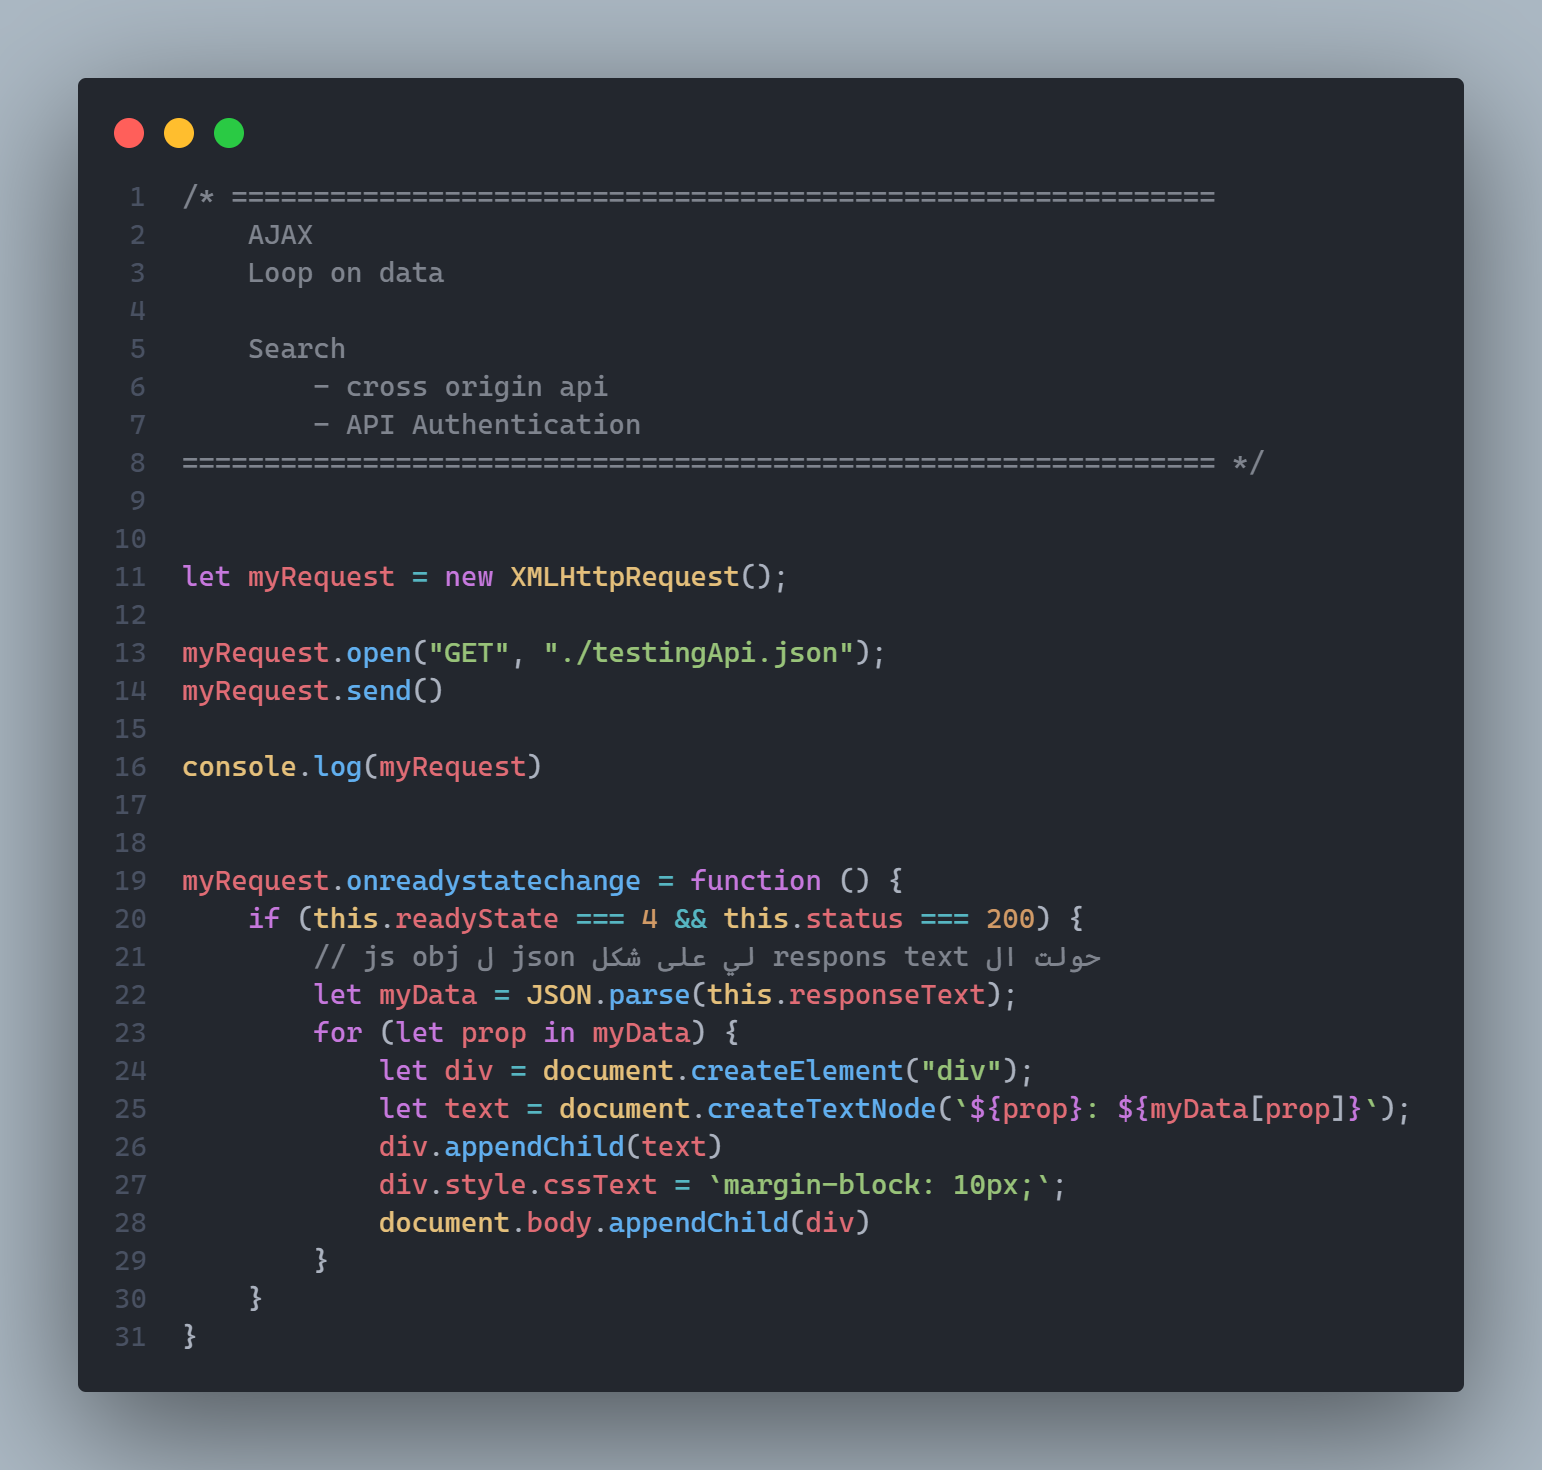 1 /* ============================================================
2     AJAX
3     Loop on data
4
5     Search
6         - cross origin api
7         - API Authentication
8 =============================================================== */
9
10
11 let myRequest = new XMLHttpRequest();
12
13 myRequest.open("GET", "./testingApi.json");
14 myRequest.send()
15
16 console.log(myRequest)
17
18
19 myRequest.onreadystatechange = function () {
20     if (this.readyState === 4 && this.status === 200) {
21         // حولت ال respons text لي على شكل json ل js obj
22         let myData = JSON.parse(this.responseText);
23         for (let prop in myData) {
24             let div = document.createElement("div");
25             let text = document.createTextNode(`${prop}: ${myData[prop]}`);
26             div.appendChild(text)
27             div.style.cssText = `margin-block: 10px;`;
28             document.body.appendChild(div)
29         }
30     }
31 }